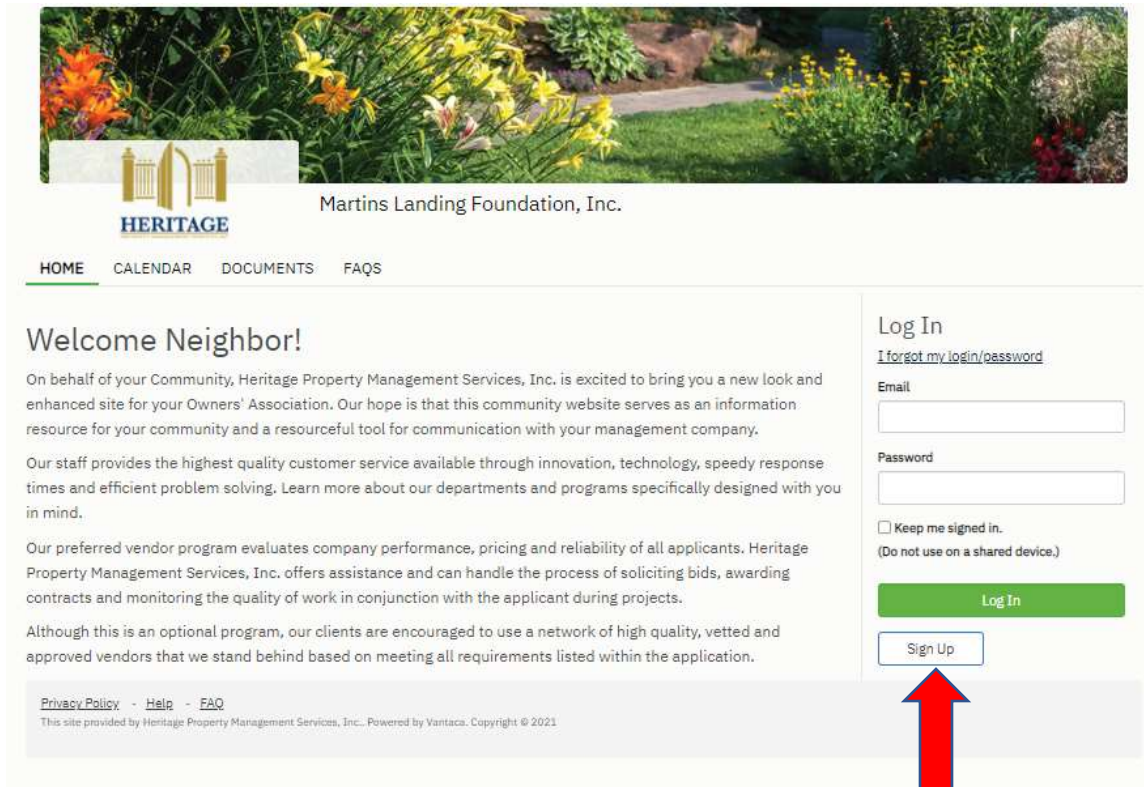 HERITAGE
Martins Landing Foundation, Inc.
HOME CALENDAR DOCUMENTS FAQS
Welcome Neighbor!
On behalf of your Community, Heritage Property Management Services, Inc. is excited to bring you a new look and
enhanced site for your Owners' Association. Our hope is that this community website serves as an information
resource for your community and a resourceful tool for communication with your management company.
Our staff provides the highest quality customer service available through innovation, technology, speedy response
times and efficient problem solving. Learn more about our departments and programs specifically designed with you
in mind.
Our preferred vendor program evaluates company performance, pricing and reliability of all applicants. Heritage
Property Management Services, Inc. offers assistance and can handle the process of soliciting bids, awarding
contracts and monitoring the quality of work in conjunction with the applicant during projects.
Although this is an optional program, our clients are encouraged to use a network of high quality, vetted and
approved vendors that we stand behind based on meeting all requirements listed within the application.
Log In
I forgot my login/password
Email
Password
Keep me signed in.
(Do not use on a shared device.)
Log In
Sign Up
Privacy Policy - Help - FAQ
This site provided by Heritage Property Management Services, Inc.. Powered by Vantaca. Copyright © 2021